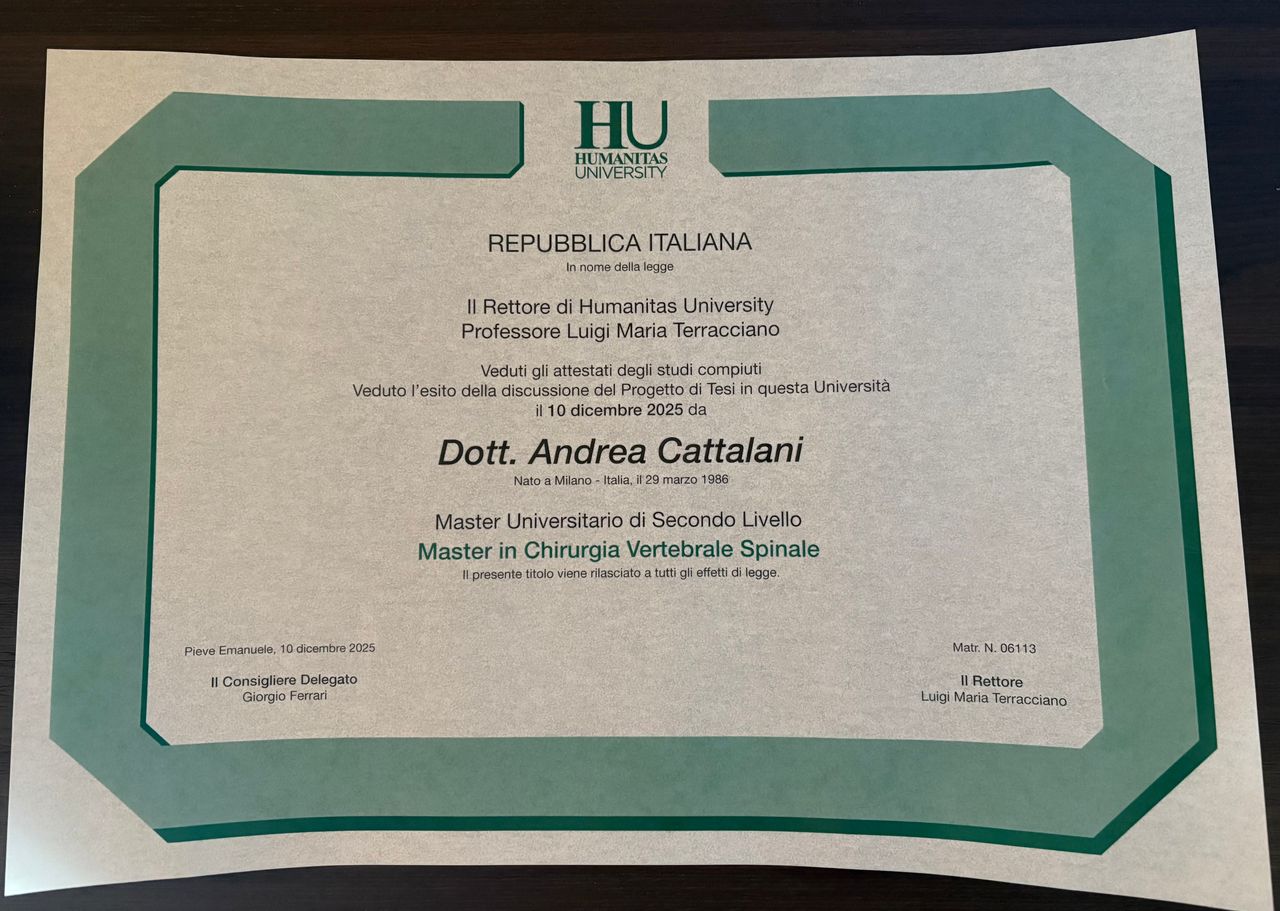 HU
HUMANITAS
UNIVERSITY
REPUBBLICA ITALIANA
In nome della legge
Il Rettore di Humanitas University
Professore Luigi Maria Terracciano
Veduti gli attestati degli studi compiuti
Veduto l'esito della discussione del Progetto di Tesi in questa Università
il 10 dicembre 2025 da
Dott. Andrea Cattalani
Nato a Milano - Italia, il 29 marzo 1986
Master Universitario di Secondo Livello
Master in Chirurgia Vertebrale Spinale
Il presente titolo viene rilasciato a tutti gli effetti di legge.
Pieve Emanuele, 10 dicembre 2025
Il Consigliere Delegato
Giorgio Ferrari
Matr. N. 06113
Il Rettore
Luigi Maria Terracciano